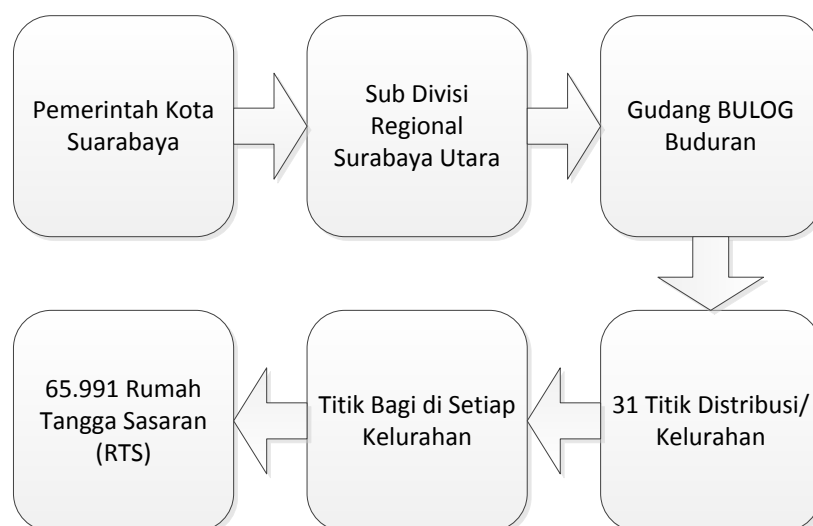 Pemerintah Kota
Suarabaya
Sub Divisi
Regional
Surabaya Utara
Gudang BULOG
Buduran
31 Titik Distribusi/
Kelurahan
Titik Bagi di Setiap
Kelurahan
65.991 Rumah
Tangga Sasaran
(RTS)